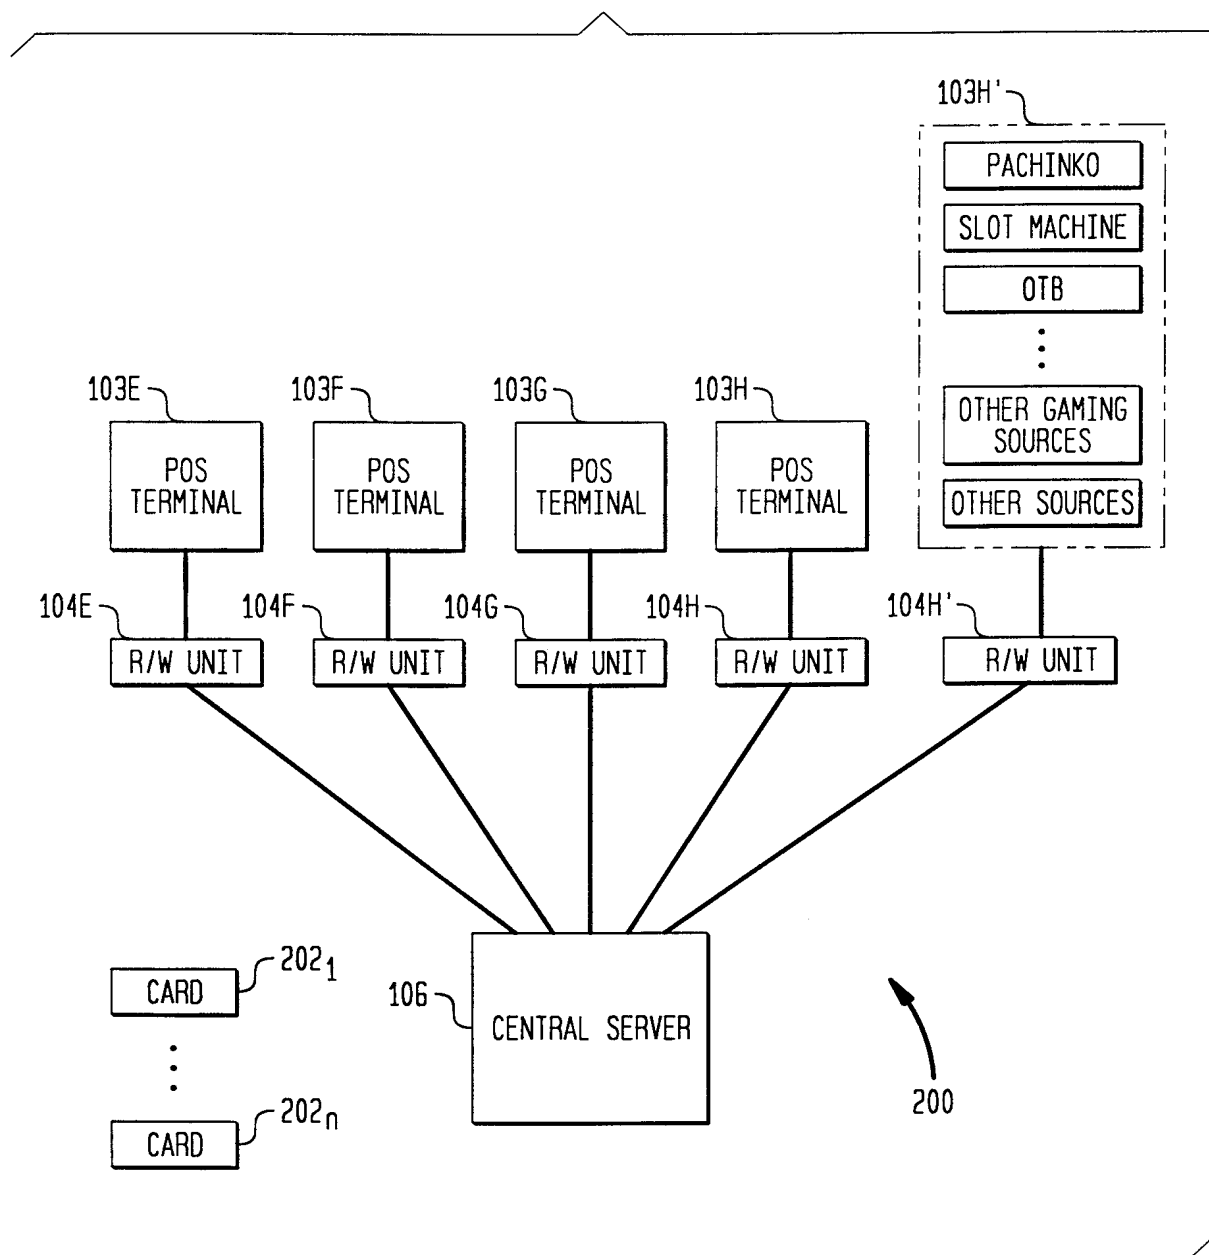 103H'
PACHINKO
SLOT MACHINE
OTB
OTHER GAMING
SOURCES
OTHER SOURCES
103E
103F
103G
103H
POS
TERMINAL
POS
TERMINAL
POS
TERMINAL
POS
TERMINAL
104E
104F
104G
104H
104H'
R/W UNIT
R/W UNIT
R/W UNIT
R/W UNIT
R/W UNIT
202₁
CARD
106
CENTRAL SERVER
200
202ₙ
CARD